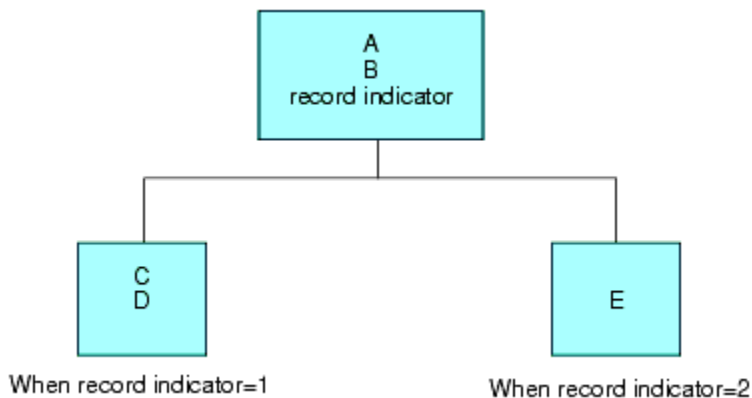 A
B
record indicator
C
D
E
When record indicator=1
When record indicator=2